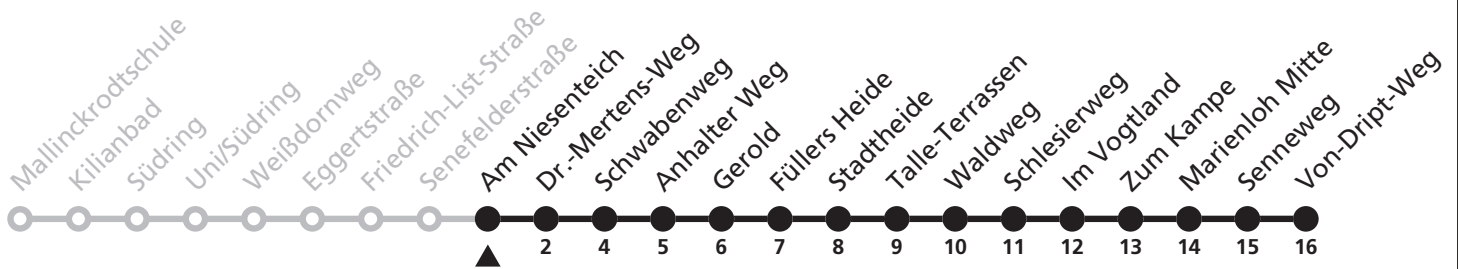 Mallinckrodtschule
Kilianbad
Südring
Uni/Südring
Weißdornweg
Eggertstraße
Friedrich-List-Straße
Senefelderstraße
Am Niesenteich
Dr.-Mertens-Weg
Schwabenweg
Anhalter Weg
Gerold
Füllers Heide
Stadtheide
Talle-Terrassen
Waldweg
Schlesierweg
Im Vogtland
Zum Kampe
Marienloh Mitte
Senneweg
Von-Dript-Weg
2 4 5 6 7 8 9 10 11 12 13 14 15 16